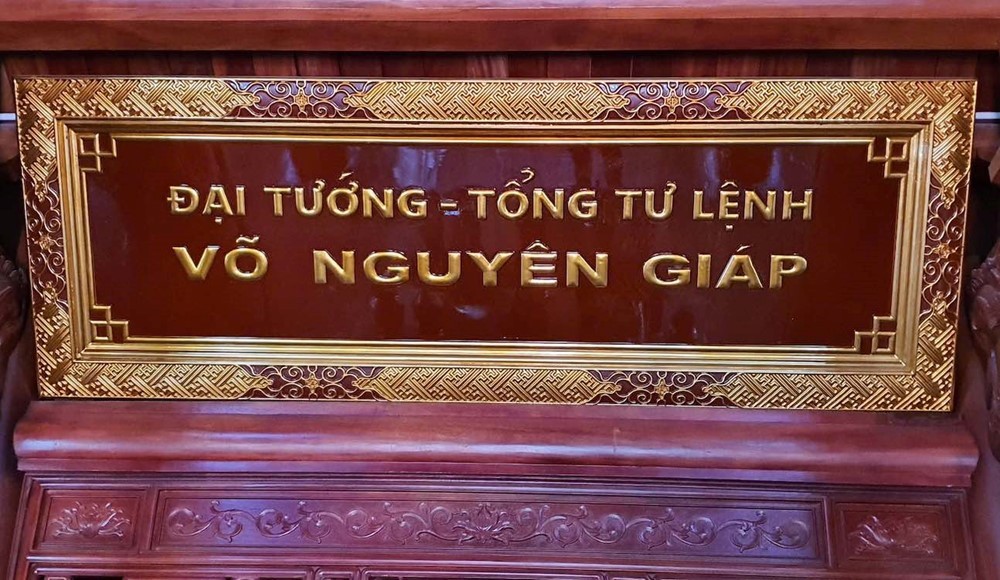 ĐẠI TƯỚNG - TỔNG TƯ LỆNH
VÕ NGUYÊN GIÁP